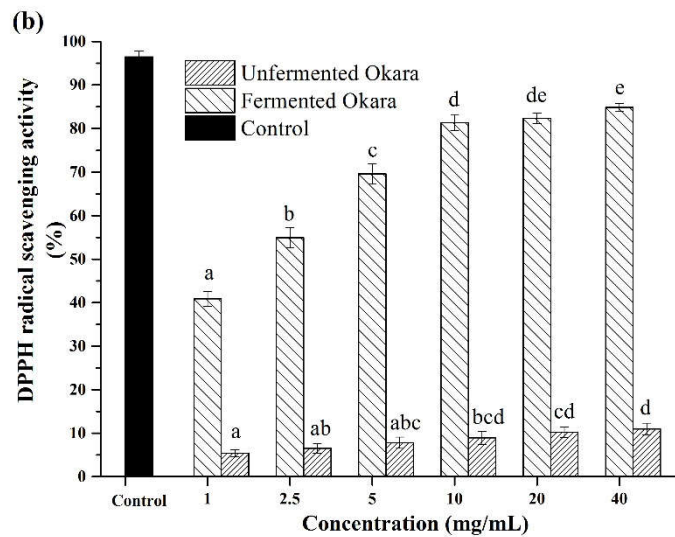 (b)
DPPH radical scavenging activity
(%)
100
90
80
70
60
50
40
30
20
10
0
Unfermented Okara
Fermented Okara
Control
a
b
c
d
de
e
a
ab
abc
bcd
cd
d
Control
1
2.5
5
10
20
40
Concentration (mg/mL)